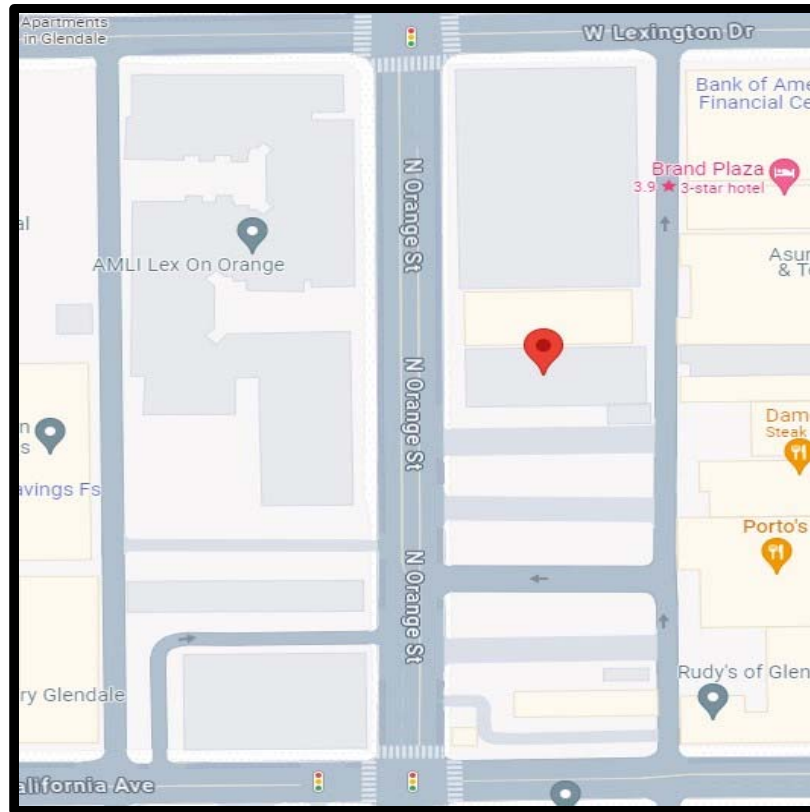 Apartments
in Glendale
W Lexington Dr
Bank of Ame
Financial Ce
N Orange St
Brand Plaza
3.9 ★ 3-star hotel
al
AMLI Lex On Orange
Asur
& To
N Orange St
n
s
Dam
Steak
avings Fs
Porto's
N Orange St
Rudy's of Glen
ry Glendale
alifornia Ave